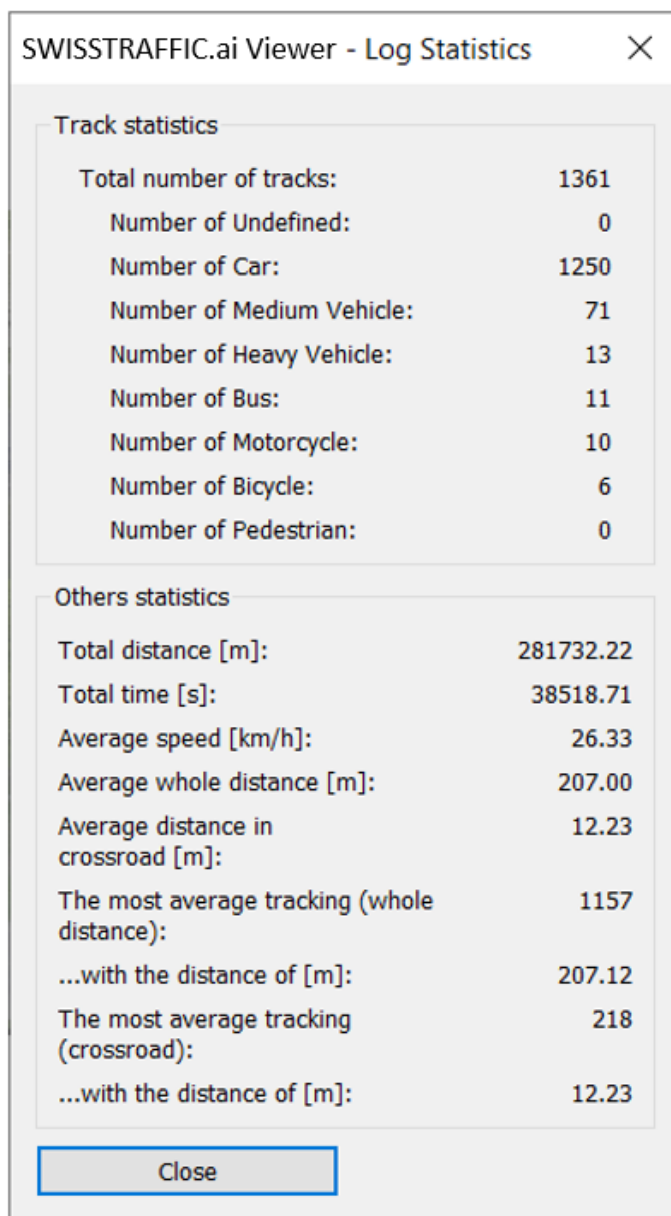 SWISSTRAFFIC.ai Viewer - Log Statistics
Track statistics
Total number of tracks: 1361
Number of Undefined: 0
Number of Car: 1250
Number of Medium Vehicle: 71
Number of Heavy Vehicle: 13
Number of Bus: 11
Number of Motorcycle: 10
Number of Bicycle: 6
Number of Pedestrian: 0
Others statistics
Total distance [m]: 281732.22
Total time [s]: 38518.71
Average speed [km/h]: 26.33
Average whole distance [m]: 207.00
Average distance in 12.23
crossroad [m]:
The most average tracking (whole 1157
distance):
...with the distance of [m]: 207.12
The most average tracking 218
(crossroad):
...with the distance of [m]: 12.23
Close